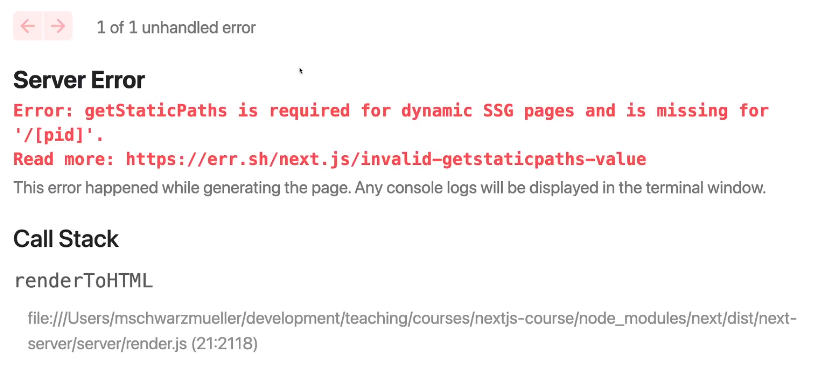 1 of 1 unhandled error
Server Error
Error: getStaticPaths is required for dynamic SSG pages and is missing for
'/[pid]'.
Read more: https://err.sh/next.js/invalid-getstaticpaths-value
This error happened while generating the page. Any console logs will be displayed in the terminal window.
Call Stack
renderToHTML
file:///Users/mschwarzmueller/development/teaching/courses/nextjs-course/node_modules/next/dist/next-
server/server/render.js (21:2118)